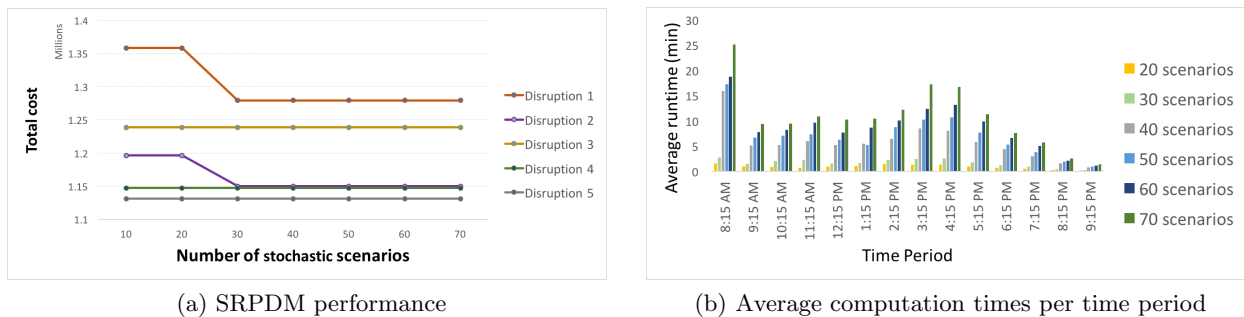 1.4
1.35
1.3
1.25
1.2
1.15
1.1
Millions
Total cost
10 20 30 40 50 60 70
Number of stochastic scenarios
Disruption 1
Disruption 2
Disruption 3
Disruption 4
Disruption 5
(a) SRPDM performance
30
25
20
15
10
5
0
Average runtime (min)
8:15 AM
9:15 AM
10:15 AM
11:15 AM
12:15 PM
1:15 PM
2:15 PM
3:15 PM
4:15 PM
5:15 PM
6:15 PM
7:15 PM
8:15 PM
9:15 PM
Time Period
20 scenarios
30 scenarios
40 scenarios
50 scenarios
60 scenarios
70 scenarios
(b) Average computation times per time period